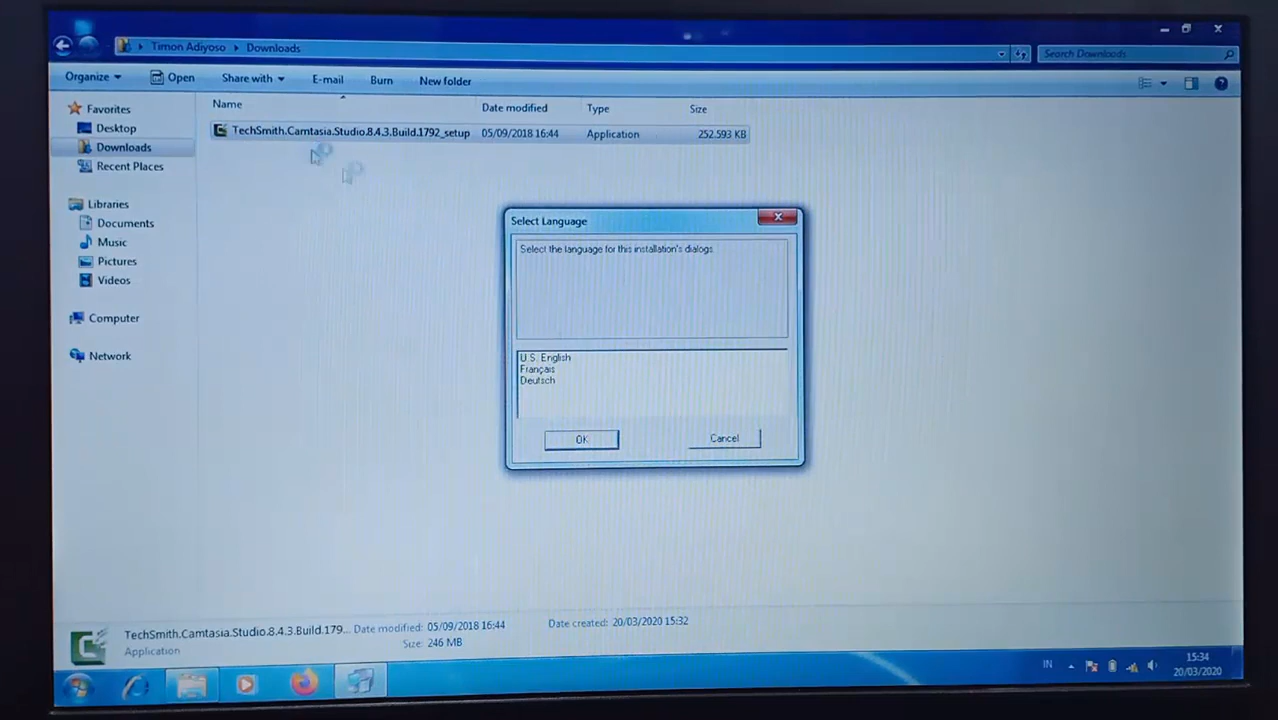 Timon Adiyoso Downloads
Search Downloads
Organize Open Share with E-mail Burn New folder
Favorites
Desktop
Downloads
Recent Places
Libraries
Documents
Music
Pictures
Videos
Computer
Network
Name Date modified Type Size
TechSmith.Camtasia.Studio.8.4.3.Build.1792_setup 05/09/2018 16:44 Application 252.593 KB
Select Language
Select the language for this installation's dialogs.
U.S. English
Français
Deutsch
OK Cancel
TechSmith.Camtasia.Studio.8.4.3.Build.179... Date modified: 05/09/2018 16:44 Date created: 20/03/2020 15:32
Application Size: 246 MB
IN 15:34
20/03/2020